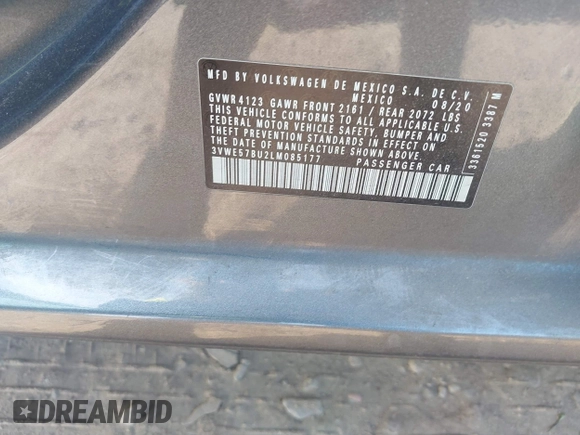 MFD BY VOLKSWAGEN DE MEXICO S.A. DE C.V.
MEXICO 08/20
GVWR 4123 GAWR FRONT 2161 / REAR 2072 LBS
THIS VEHICLE CONFORMS TO ALL APPLICABLE U.S.
FEDERAL MOTOR VEHICLE SAFETY, BUMPER AND
THEFT PREVENTION STANDARDS IN EFFECT ON
THE DATE OF MANUFACTURE SHOWN ABOVE.
3VWE57BU2LM085177 PASSENGER CAR
3361520 3387 M
DREAMBID